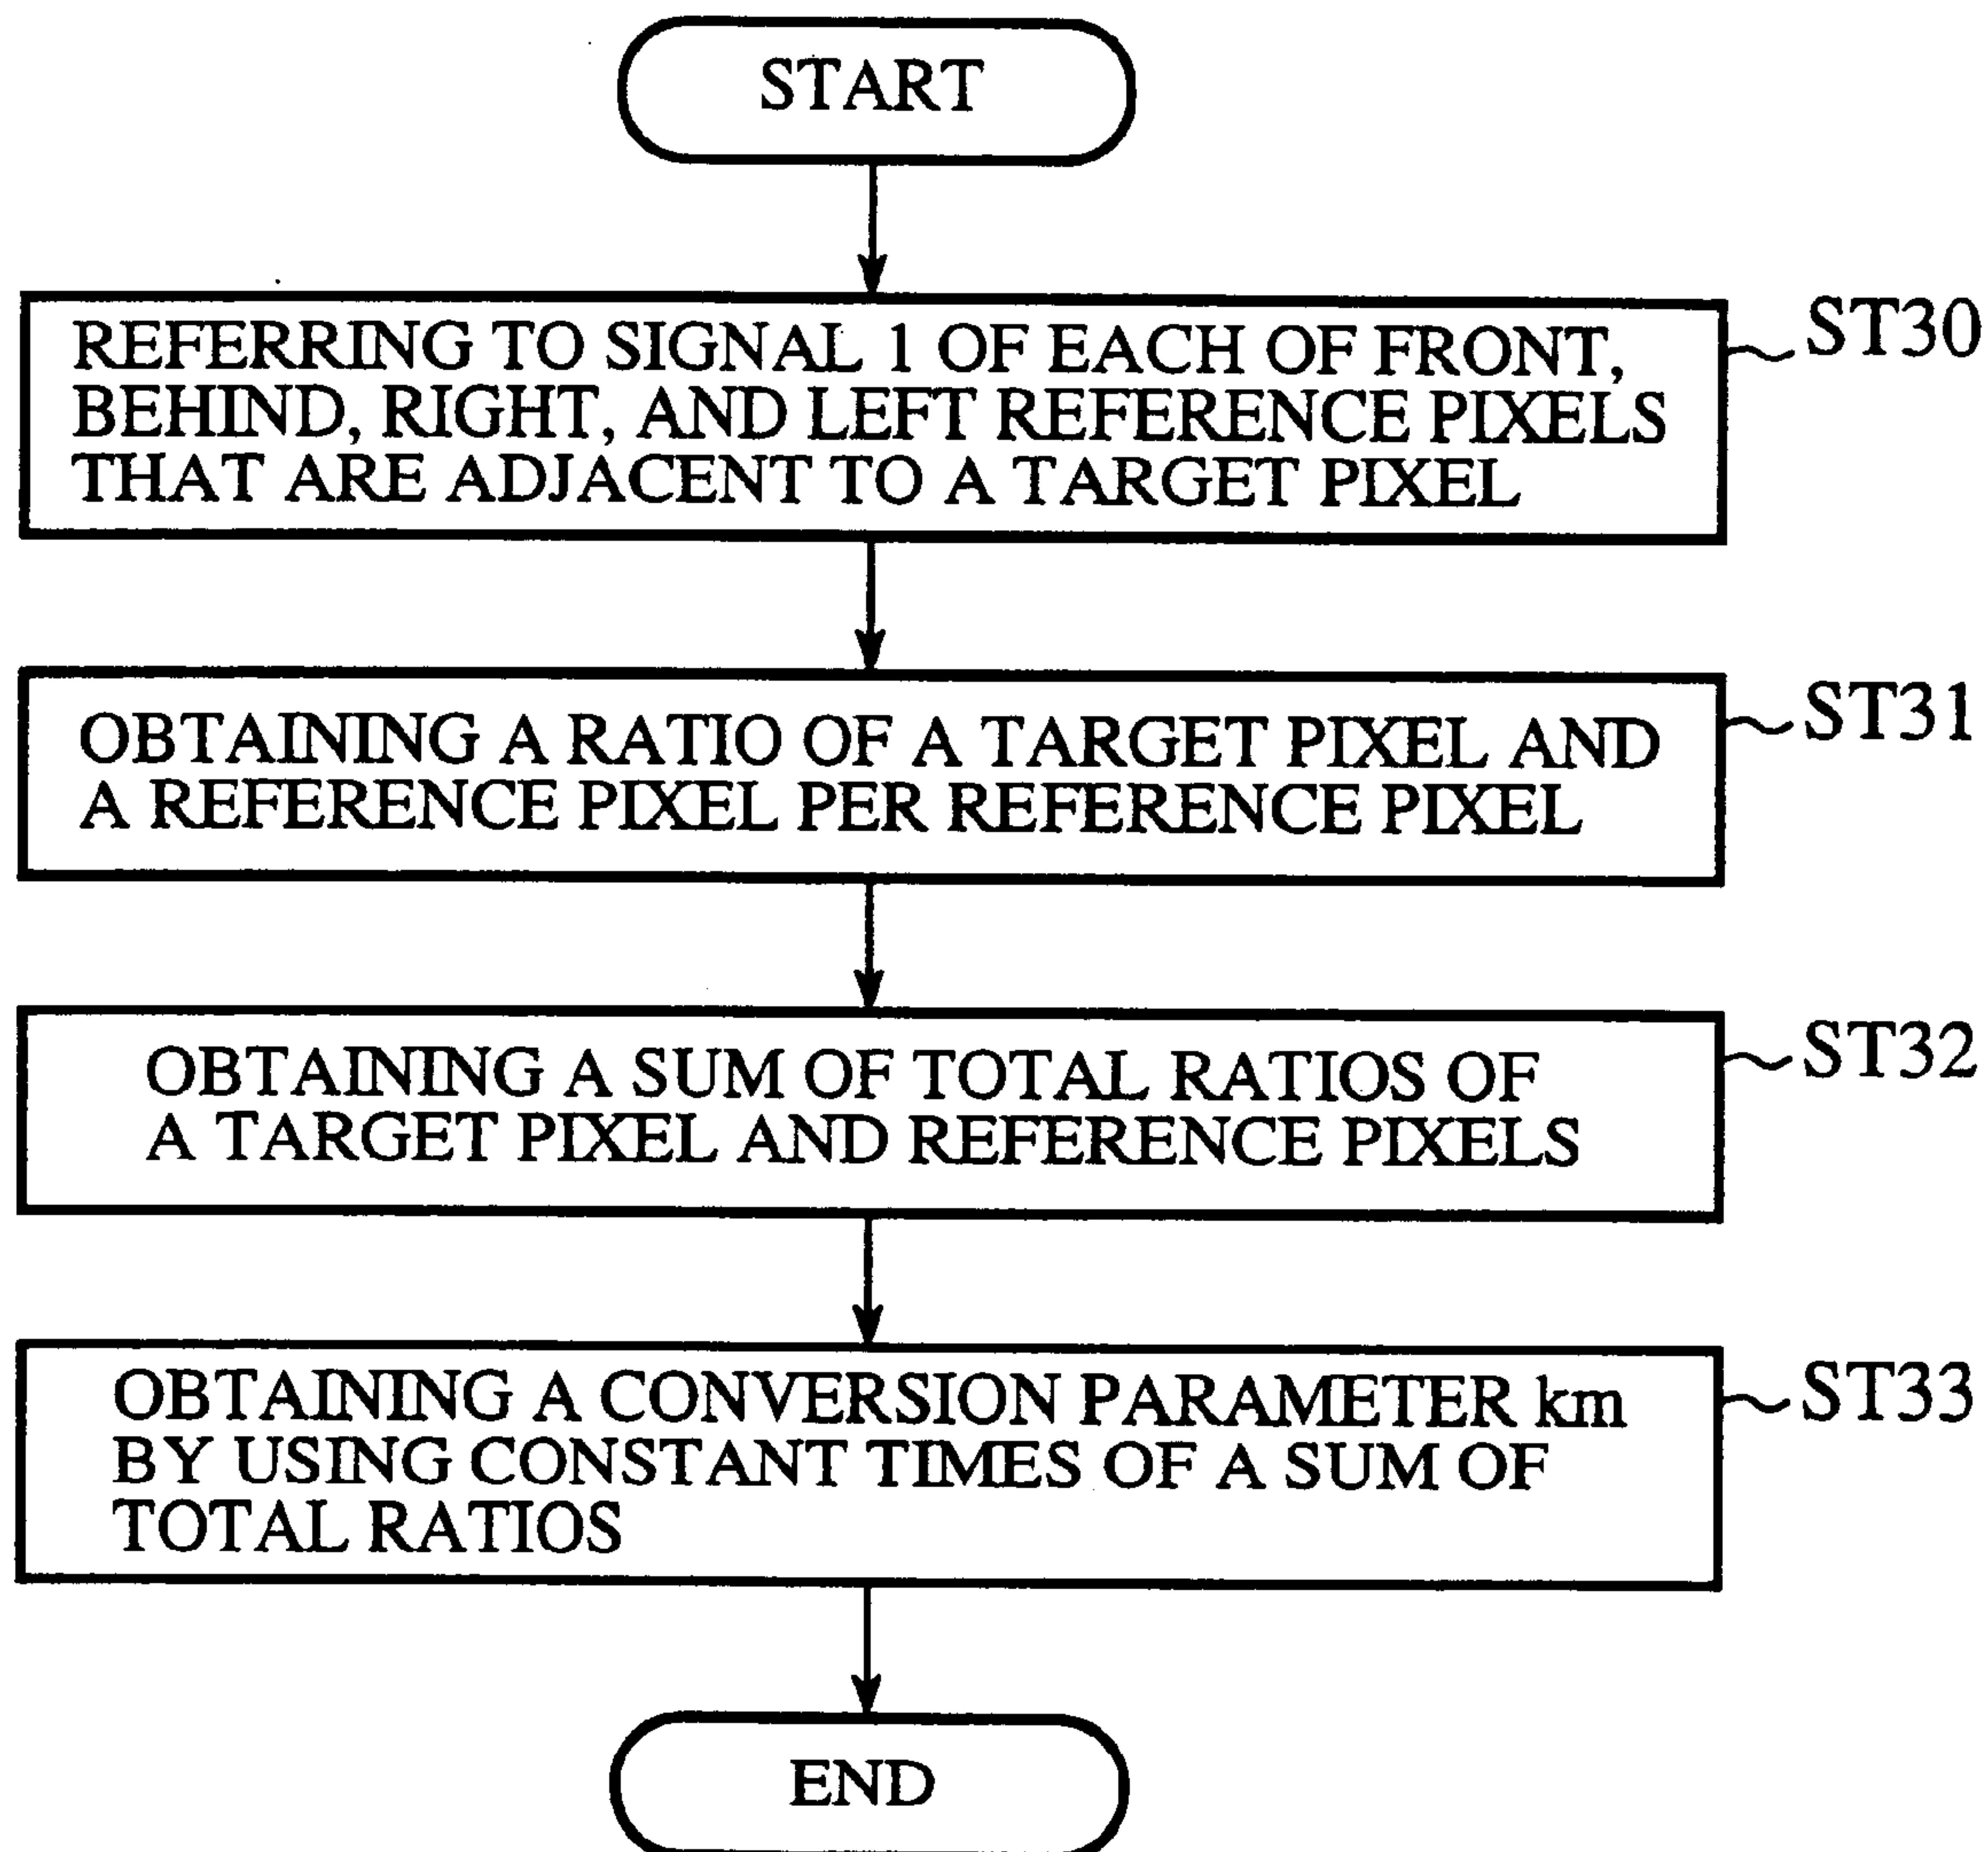 START
REFERRING TO SIGNAL 1 OF EACH OF FRONT,
BEHIND, RIGHT, AND LEFT REFERENCE PIXELS
THAT ARE ADJACENT TO A TARGET PIXEL
ST30
OBTAINING A RATIO OF A TARGET PIXEL AND
A REFERENCE PIXEL PER REFERENCE PIXEL
ST31
OBTAINING A SUM OF TOTAL RATIOS OF
A TARGET PIXEL AND REFERENCE PIXELS
ST32
OBTAINING A CONVERSION PARAMETER km
BY USING CONSTANT TIMES OF A SUM OF
TOTAL RATIOS
ST33
END